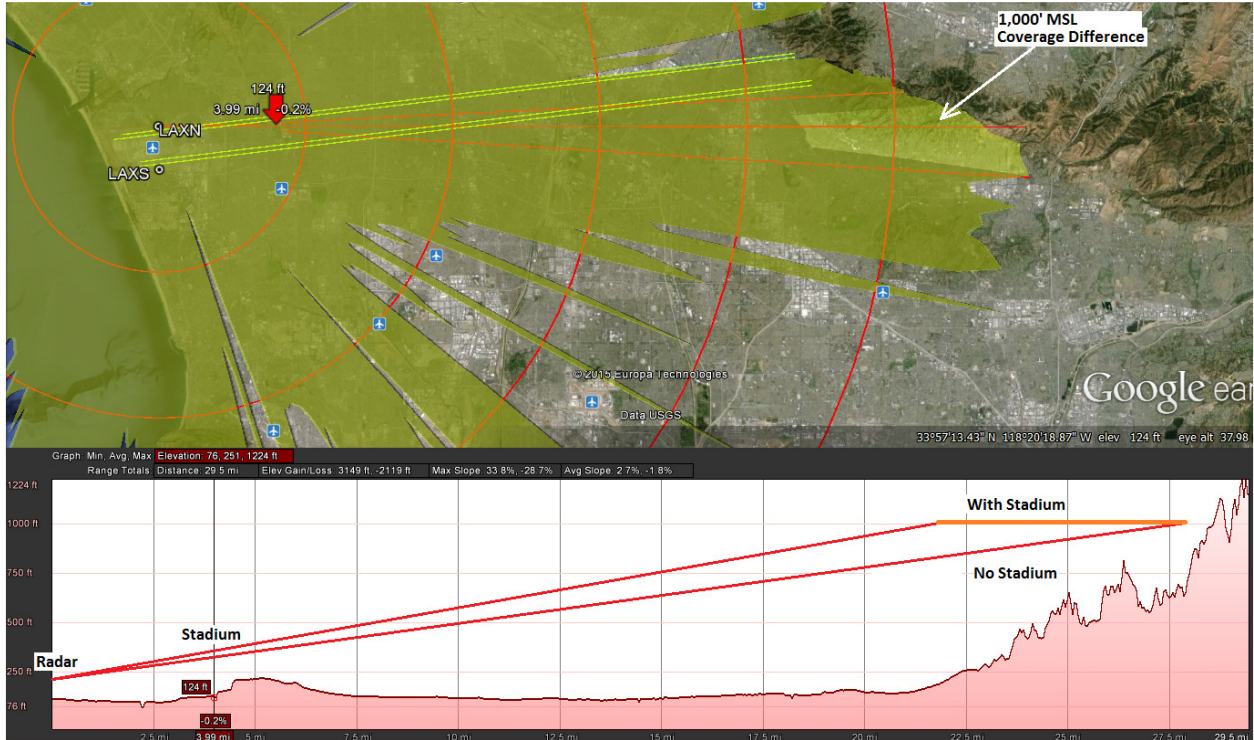 1,000' MSL
Coverage Difference
124 ft
3.99 mi -0.2%
LAXN
LAXS
© 2015 Europa Technologies
Data USGS
Google ear
33°57'13.43" N 118°20'18.87" W elev 124 ft eye alt 37.98
Graph: Min, Avg, Max Elevation: 76, 251, 1224 ft
Range Totals: Distance: 29.5 mi Elev Gain/Loss: 3149 ft, -2119 ft Max Slope: 33.8%, -28.7% Avg Slope: 2.7%, -1.8%
1224 ft
1000 ft
With Stadium
750 ft
No Stadium
500 ft
Stadium
Radar
250 ft
124 ft
76 ft
-0.2%
2.5 mi 3.99 mi 5 mi 7.5 mi 10 mi 12.5 mi 15 mi 17.5 mi 20 mi 22.5 mi 25 mi 27.5 mi 29.5 mi